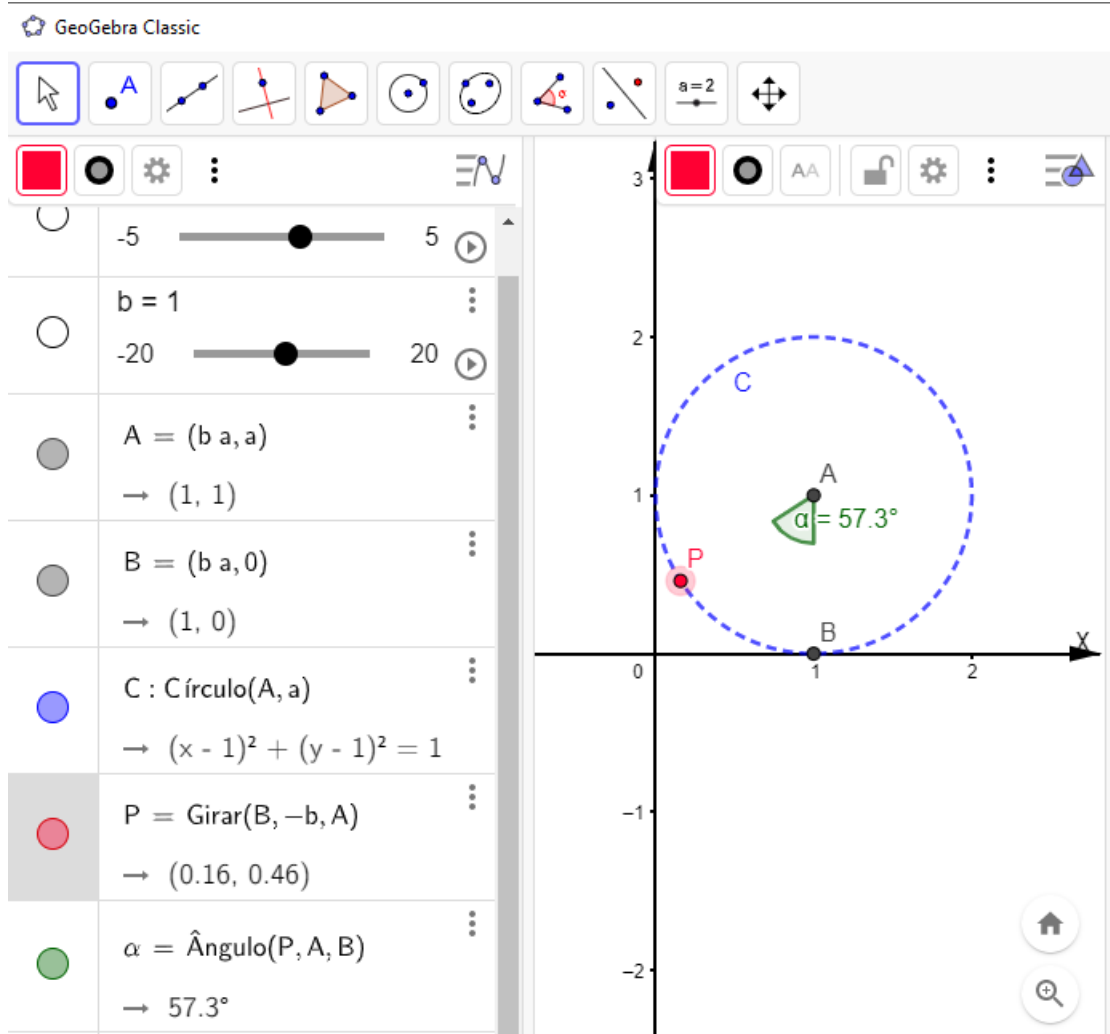 GeoGebra Classic
A
a = 2
AA
-5 5
b = 1
-20 20
A = (b a, a)
→ (1, 1)
B = (b a, 0)
→ (1, 0)
C : Círculo(A, a)
→ (x - 1)² + (y - 1)² = 1
P = Girar(B, −b, A)
→ (0.16, 0.46)
α = Ângulo(P, A, B)
→ 57.3°
3
2
C
A
1
α = 57.3°
P
B
X
0 1 2
−1
−2